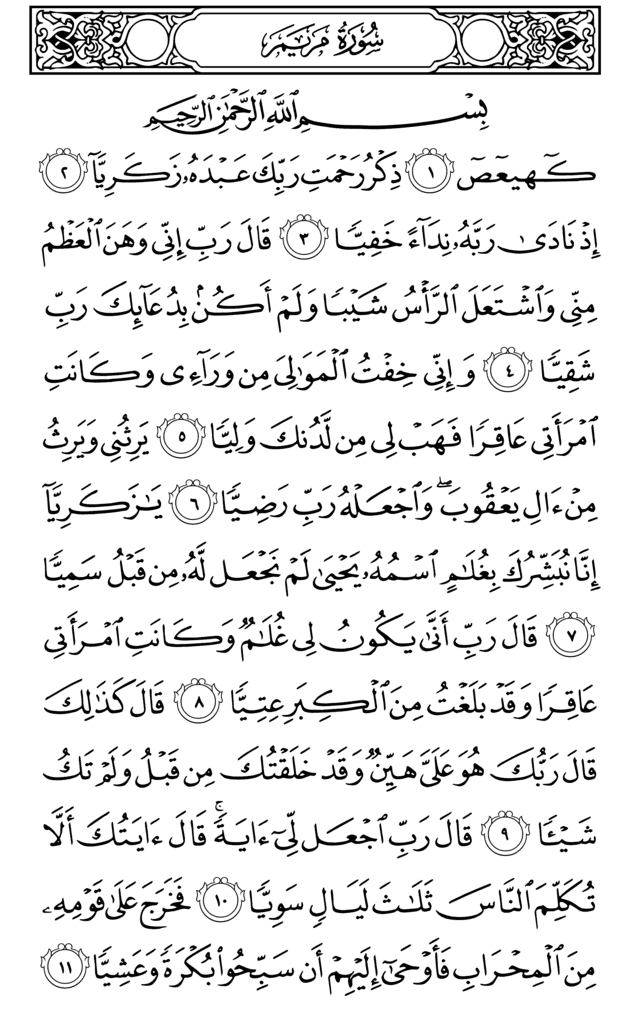 سُورَةُ مَرْيَمَ
بِسْمِ ٱللَّهِ ٱلرَّحْمَٰنِ ٱلرَّحِيمِ
كٓهيعٓصٓ ١ ذِكْرُ رَحْمَتِ رَبِّكَ عَبْدَهُۥ زَكَرِيَّآ ٢
إِذْ نَادَىٰ رَبَّهُۥ نِدَآءً خَفِيًّا ٣ قَالَ رَبِّ إِنِّى وَهَنَ ٱلْعَظْمُ
مِنِّى وَٱشْتَعَلَ ٱلرَّأْسُ شَيْبًا وَلَمْ أَكُنۢ بِدُعَآئِكَ رَبِّ
شَقِيًّا ٤ وَإِنِّى خِفْتُ ٱلْمَوَٰلِىَ مِن وَرَآءِى وَكَانَتِ
ٱمْرَأَتِى عَاقِرًا فَهَبْ لِى مِن لَّدُنكَ وَلِيًّا ٥ يَرِثُنِى وَيَرِثُ
مِنْ ءَالِ يَعْقُوبَ ۖ وَٱجْعَلْهُ رَبِّ رَضِيًّا ٦ يَٰزَكَرِيَّآ
إِنَّا نُبَشِّرُكَ بِغُلَٰمٍ ٱسْمُهُۥ يَحْيَىٰ لَمْ نَجْعَل لَّهُۥ مِن قَبْلُ سَمِيًّا
٧ قَالَ رَبِّ أَنَّىٰ يَكُونُ لِى غُلَٰمٌ وَكَانَتِ ٱمْرَأَتِى
عَاقِرًا وَقَدْ بَلَغْتُ مِنَ ٱلْكِبَرِ عِتِيًّا ٨ قَالَ كَذَٰلِكَ
قَالَ رَبُّكَ هُوَ عَلَىَّ هَيِّنٌ وَقَدْ خَلَقْتُكَ مِن قَبْلُ وَلَمْ تَكُ
شَيْـًٔا ٩ قَالَ رَبِّ ٱجْعَل لِّىٓ ءَايَةً ۚ قَالَ ءَايَتُكَ أَلَّا
تُكَلِّمَ ٱلنَّاسَ ثَلَٰثَ لَيَالٍ سَوِيًّا ١٠ فَخَرَجَ عَلَىٰ قَوْمِهِۦ
مِنَ ٱلْمِحْرَابِ فَأَوْحَىٰٓ إِلَيْهِمْ أَن سَبِّحُوا۟ بُكْرَةً وَعَشِيًّا ١١